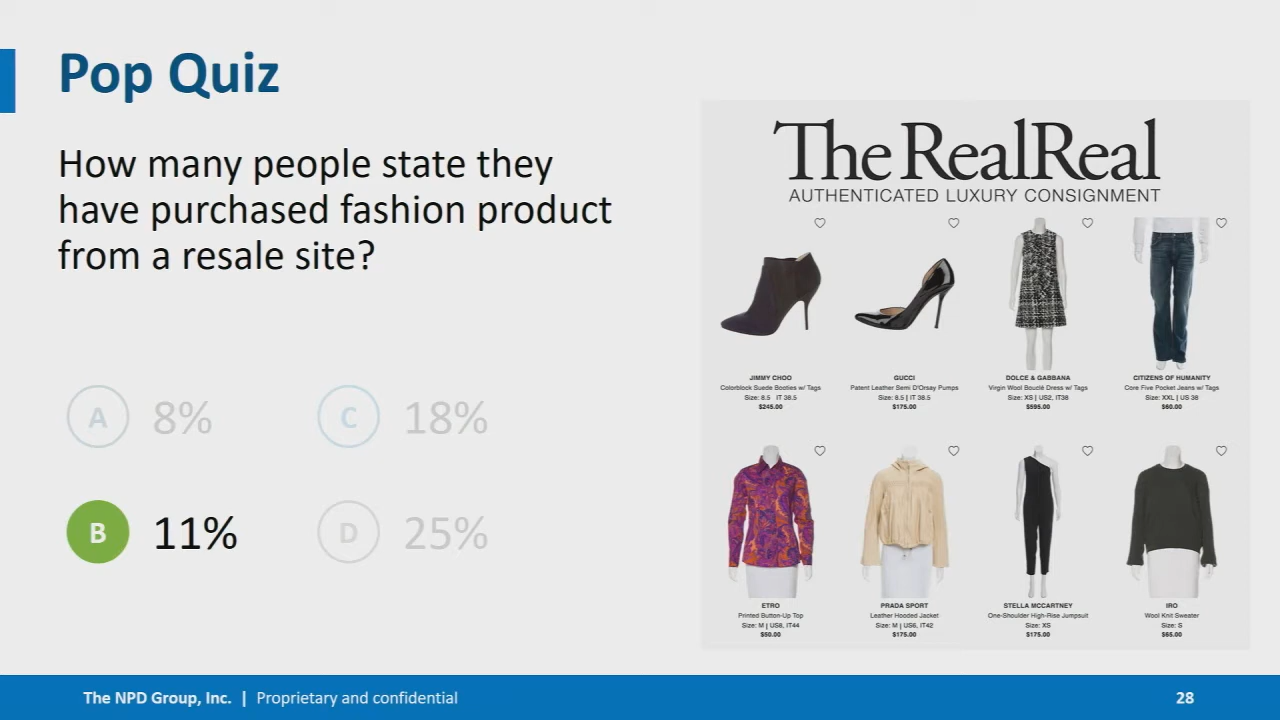 Pop Quiz
How many people state they
have purchased fashion product
from a resale site?
A 8%
C 18%
B 11%
D 25%
The RealReal
AUTHENTICATED LUXURY CONSIGNMENT
JIMMY CHOO
Colorblock Suede Booties w/ Tags
Size: 8.5 IT 38.5
$245.00
GUCCI
Patent Leather Semi D'Orsay Pumps
Size: 8.5 | IT 38.5
$175.00
DOLCE & GABBANA
Virgin Wool Bouclé Dress w/ Tags
Size: XS | US2, IT38
$595.00
CITIZENS OF HUMANITY
Core Five Pocket Jeans w/ Tags
Size: XXL | US 38
$60.00
ETRO
Printed Button-Up Top
Size: M | US8, IT44
$50.00
PRADA SPORT
Leather Hooded Jacket
Size: M | US6, IT42
$175.00
STELLA MCCARTNEY
One-Shoulder High-Rise Jumpsuit
Size: XS
$175.00
IRO
Wool Knit Sweater
Size: S
$65.00
The NPD Group, Inc. | Proprietary and confidential
28